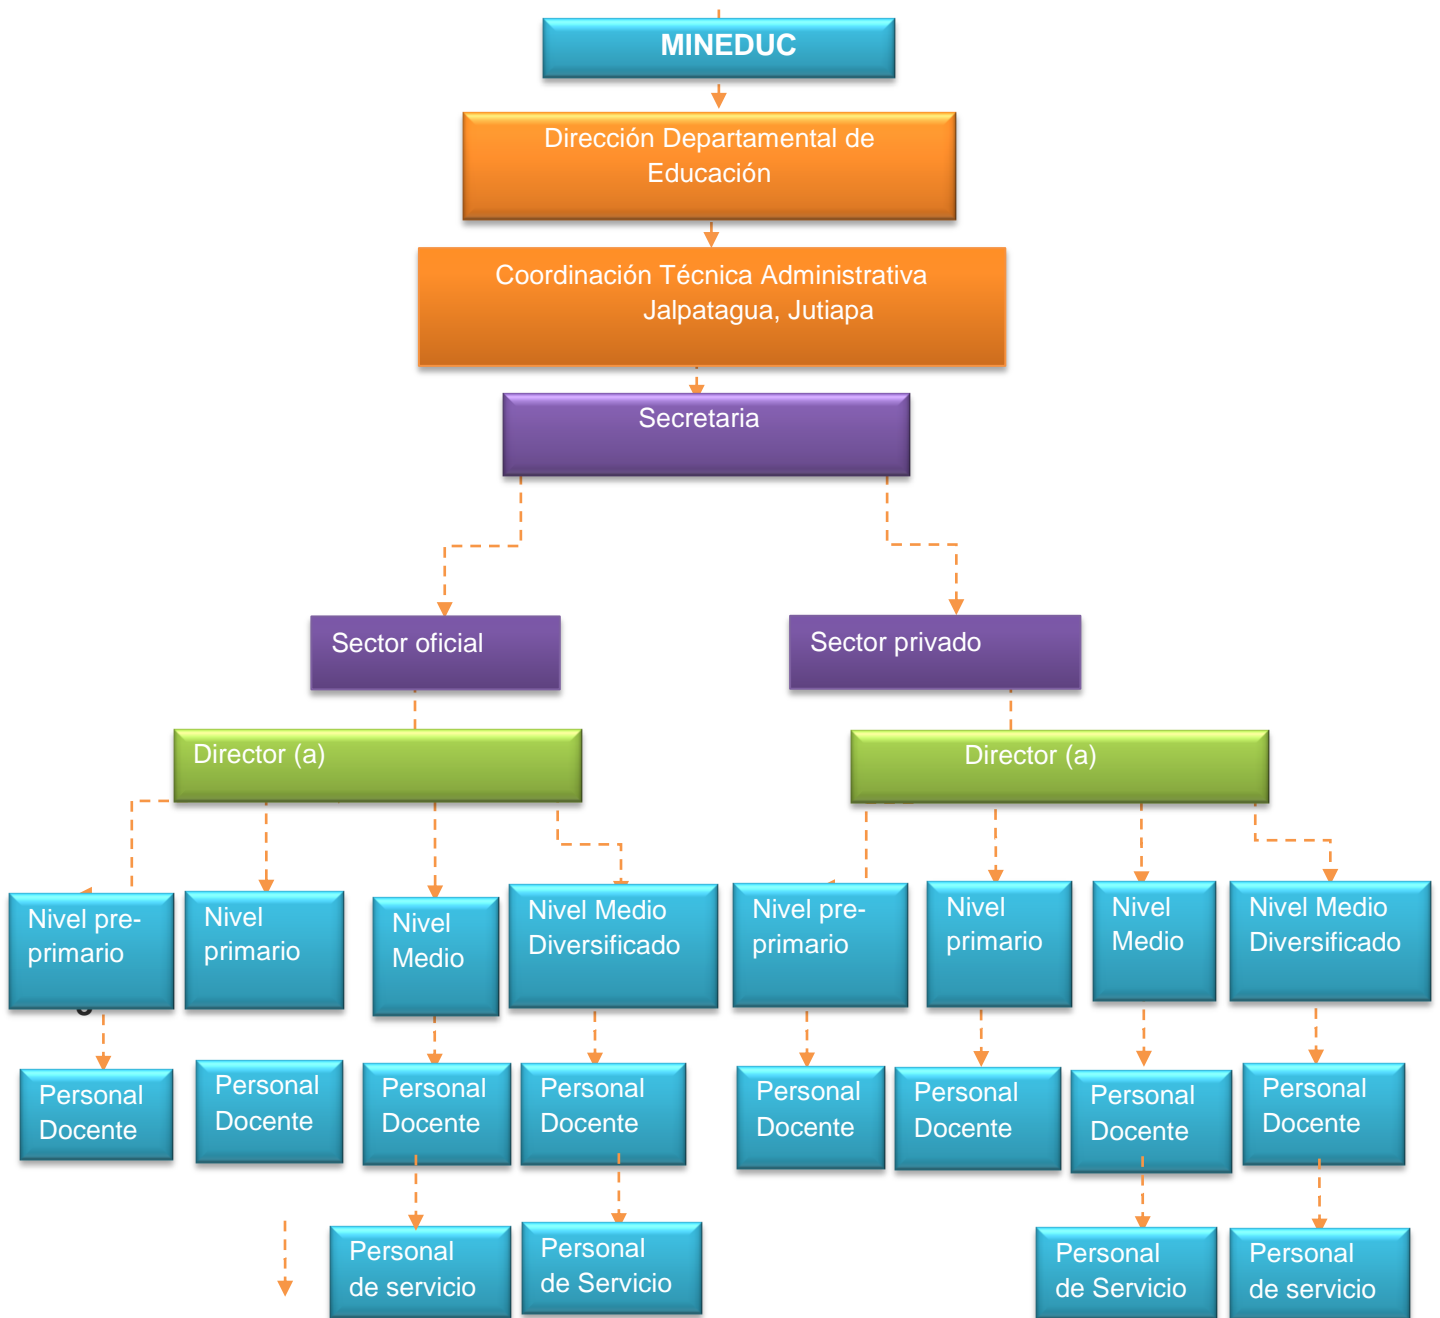 MINEDUC
Dirección Departamental de
Educación
Coordinación Técnica Administrativa
Jalpatagua, Jutiapa
Secretaria
Sector oficial
Sector privado
Director (a)
Director (a)
Nivel pre-
primario
Nivel
primario
Nivel
Medio
Nivel Medio
Diversificado
Nivel pre-
primario
Nivel
primario
Nivel
Medio
Nivel Medio
Diversificado
Personal
Docente
Personal
Docente
Personal
Docente
Personal
Docente
Personal
Docente
Personal
Docente
Personal
Docente
Personal
Docente
Personal
de servicio
Personal
de Servicio
Personal
de Servicio
Personal
de servicio